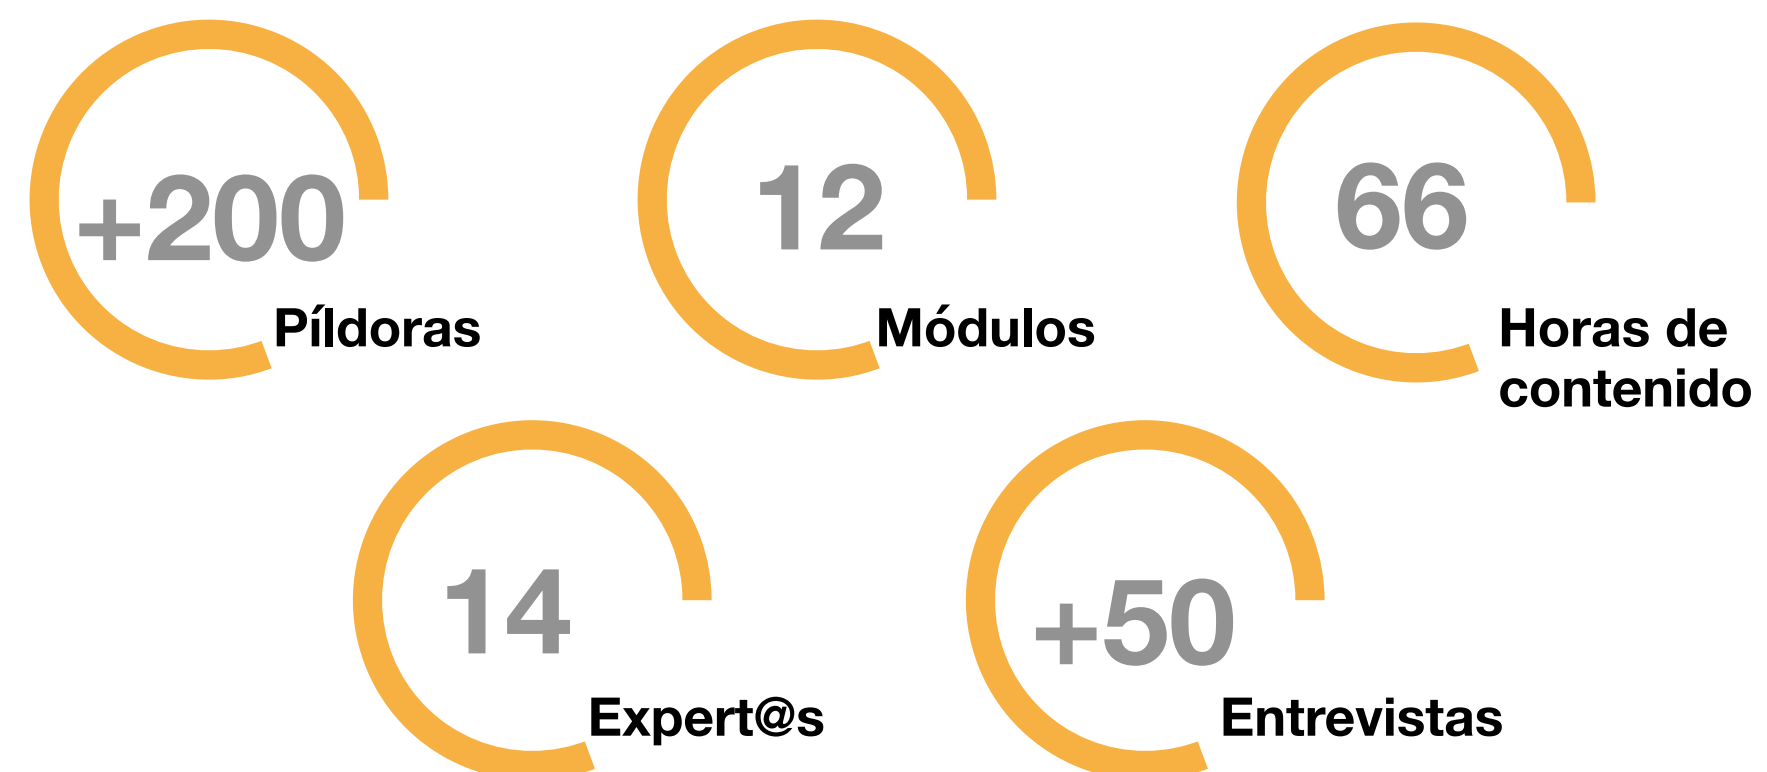 +200
Píldoras
12
Módulos
66
Horas de
contenido
14
Expert@s
+50
Entrevistas